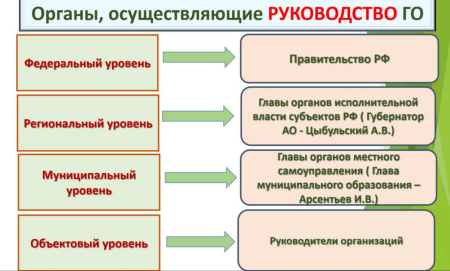 Органы, осуществляющие РУКОВОДСТВО ГО
Федеральный уровень
Правительство РФ
Региональный уровень
Главы органов исполнительной
власти субъектов РФ ( Губернатор
АО - Цыбульский А.В.)
Муниципальный
уровень
Главы органов местного
самоуправления ( Глава
муниципального образования –
Арсентьев И.В.)
Объектовый уровень
Руководители организаций